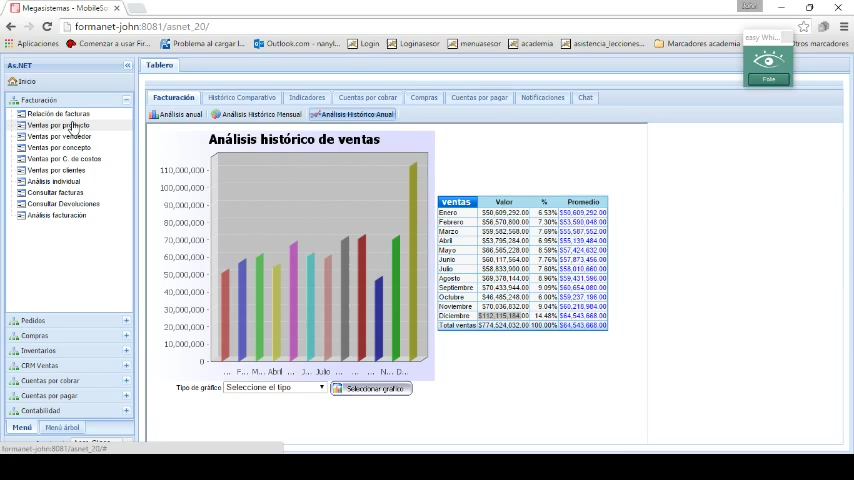 Megasistemas - MobileSo
John
formanet-john:8081/asnet_20/
Aplicaciones Comenzar a usar Fir... Problema al cargar l... Outlook.com - nanyl... Login Loginasesor menuasesor academia asistencia_lecciones... Marcadores academia Otros marcadores
easy Whi...
As.NET
Tablero
Inicio
Facturación
Relación de facturas
Ventas por producto
Ventas por vendedor
Ventas por concepto
Ventas por C. de costos
Ventas por clientes
Análisis individual
Consultar facturas
Consultar Devoluciones
Análisis facturación
Pedidos
Compras
Inventarios
CRM Ventas
Cuentas por cobrar
Cuentas por pagar
Contabilidad
Menú Menú árbol
formanet-john:8081/asnet_20/#
Facturación Histórico Comparativo Indicadores Cuentas por cobrar Compras Cuentas por pagar Notificaciones Chat
Análisis anual Análisis Histórico Mensual Análisis Histórico Anual
Análisis histórico de ventas
110,000,000
100,000,000
90,000,000
80,000,000
70,000,000
60,000,000
50,000,000
40,000,000
30,000,000
20,000,000
10,000,000
0
... F... M... Abril ... J... Julio ... ... ... N... D...
Tipo de gráfico Seleccione el tipo Seleccionar grafico
ventas Valor % Promedio
Enero $50,609,292.00 6.53% $50,609,292.00
Febrero $56,570,800.00 7.30% $53,590,046.00
Marzo $59,582,568.00 7.69% $55,587,552.00
Abril $53,795,284.00 6.95% $55,139,484.00
Mayo $66,565,228.00 8.59% $57,424,632.00
Junio $60,117,564.00 7.76% $57,873,456.00
Julio $58,833,900.00 7.60% $58,010,660.00
Agosto $69,378,144.00 8.96% $59,431,596.00
Septiembre $70,433,944.00 9.09% $60,654,080.00
Octubre $46,485,248.00 6.00% $59,237,196.00
Noviembre $70,036,832.00 9.04% $60,218,984.00
Diciembre $112,115,184.00 14.48% $64,543,668.00
Total ventas $774,524,032.00 100.00% $64,543,668.00